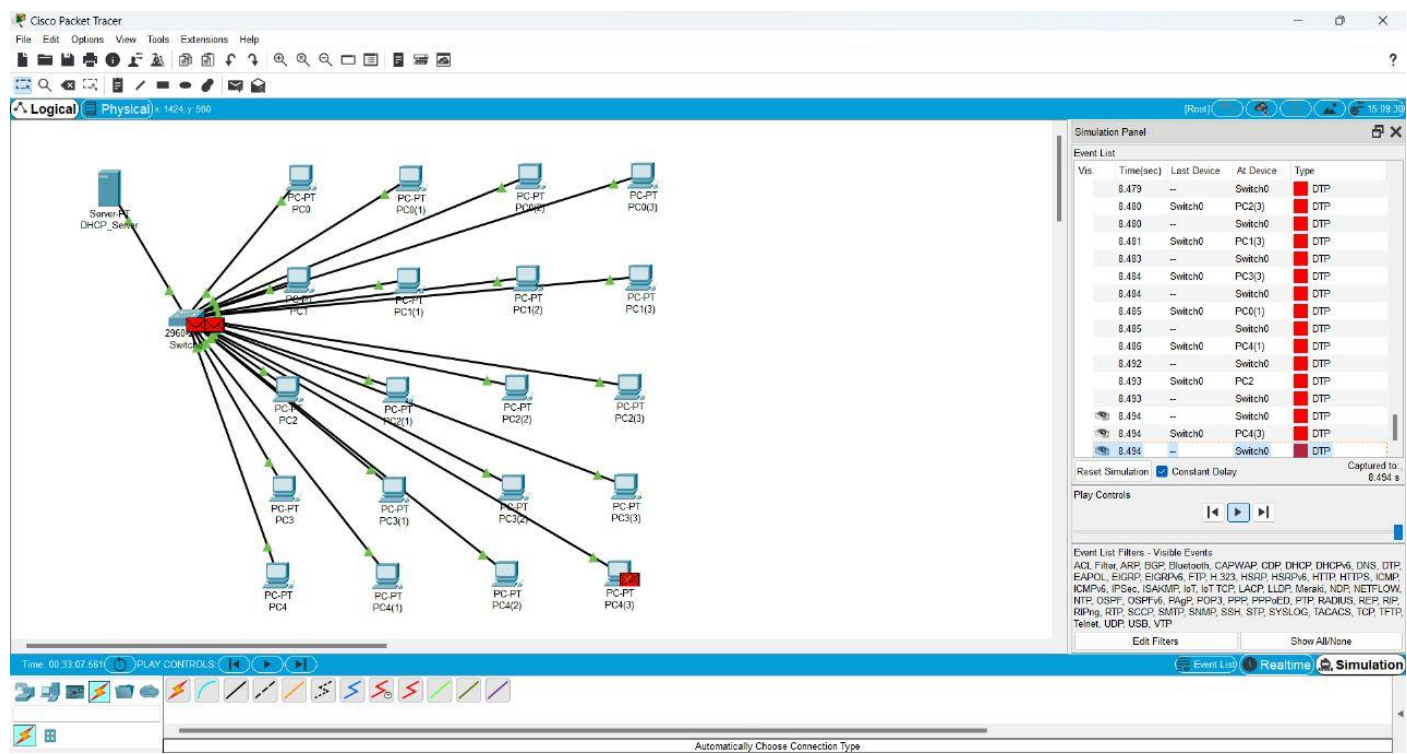 Cisco Packet Tracer
File Edit Options View Tools Extensions Help
?
Logical Physical x: 1424, y: 560 [Root] 15:09:30
PC-PT
PC0
PC-PT
PC0(1)
PC-PT
PC0(2)
PC-PT
PC0(3)
Server-PT
DHCP_Server
PC-PT
PC1
PC-PT
PC1(1)
PC-PT
PC1(2)
PC-PT
PC1(3)
Switch0
PC2
PC-PT
PC2(1)
PC-PT
PC2(2)
PC-PT
PC2(3)
PC-PT
PC3
PC-PT
PC3(1)
PC-PT
PC3(2)
PC-PT
PC3(3)
PC-PT
PC4
PC-PT
PC4(1)
PC-PT
PC4(2)
PC-PT
PC4(3)
Simulation Panel
Event List
Vis. Time(sec) Last Device At Device Type
8.479 -- Switch0 DTP
8.480 Switch0 PC2(3) DTP
8.480 -- Switch0 DTP
8.481 Switch0 PC1(3) DTP
8.483 -- Switch0 DTP
8.484 Switch0 PC3(3) DTP
8.484 -- Switch0 DTP
8.485 Switch0 PC0(1) DTP
8.485 -- Switch0 DTP
8.486 Switch0 PC4(1) DTP
8.492 -- Switch0 DTP
8.493 Switch0 PC2 DTP
8.493 -- Switch0 DTP
8.494 -- Switch0 DTP
8.494 Switch0 PC4(3) DTP
8.494 -- Switch0 DTP
Reset Simulation Constant Delay Captured to:
8.494 s
Play Controls
Event List Filters - Visible Events
ACL Filter, ARP, BGP, Bluetooth, CAPWAP, CDP, DHCP, DHCPv6, DNS, DTP,
EAPOL, EIGRP, EIGRPv6, FTP, H.323, HSRP, HSRPv6, HTTP, HTTPS, ICMP,
ICMPv6, IPSec, ISAKMP, IoT, IoT TCP, LACP, LLDP, Meraki, NDP, NETFLOW,
NTP, OSPF, OSPFv6, PAgP, POP3, PPP, PPPoED, PTP, RADIUS, REP, RIP,
RIPng, RTP, SCCP, SMTP, SNMP, SSH, STP, SYSLOG, TACACS, TCP, TFTP,
Telnet, UDP, USB, VTP
Edit Filters Show All/None
Time: 00:33:07.561 PLAY CONTROLS: Event List Realtime Simulation
Automatically Choose Connection Type